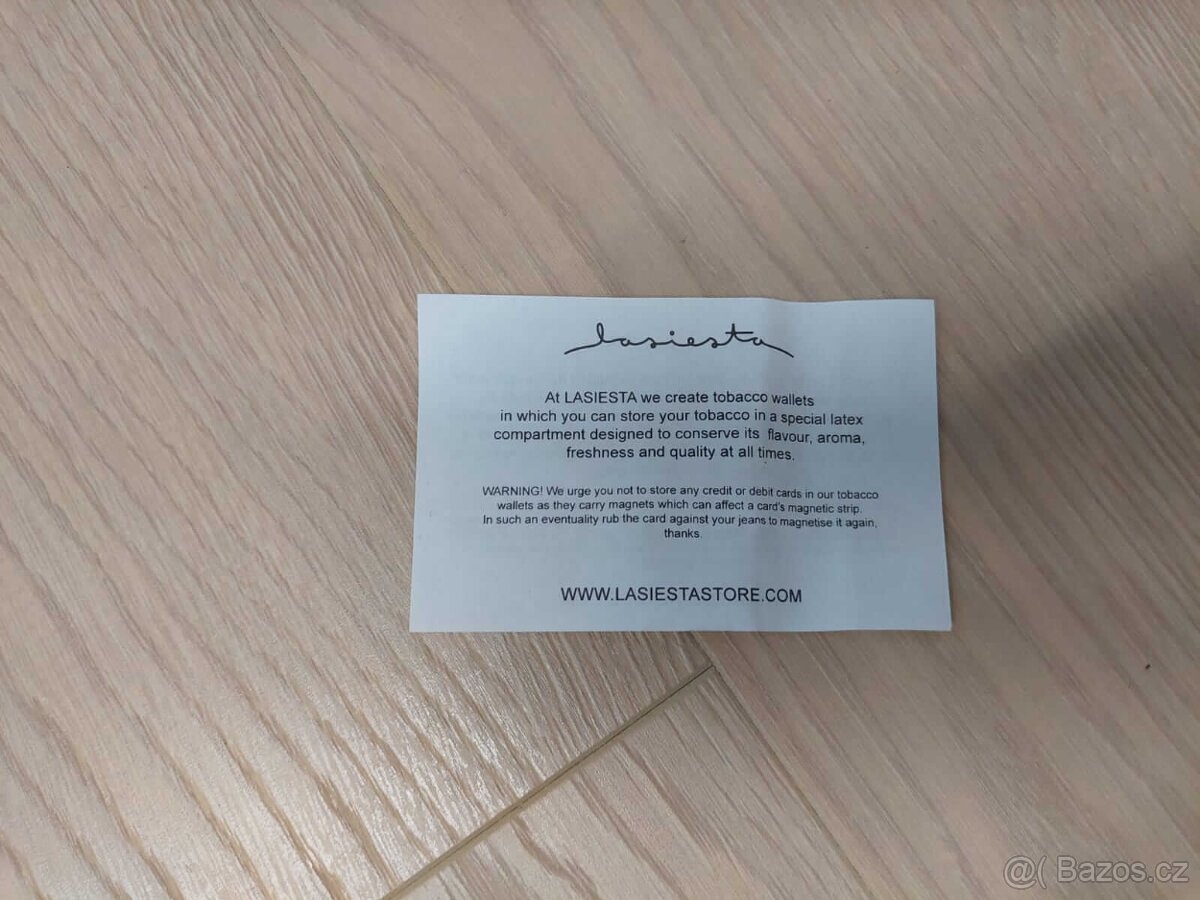 lasiesta
At LASIESTA we create tobacco wallets
in which you can store your tobacco in a special latex
compartment designed to conserve its flavour, aroma,
freshness and quality at all times.
WARNING! We urge you not to store any credit or debit cards in our tobacco
wallets as they carry magnets which can affect a card's magnetic strip.
In such an eventuality rub the card against your jeans to magnetise it again,
thanks.
WWW.LASIESTASTORE.COM
@( Bazos.cz